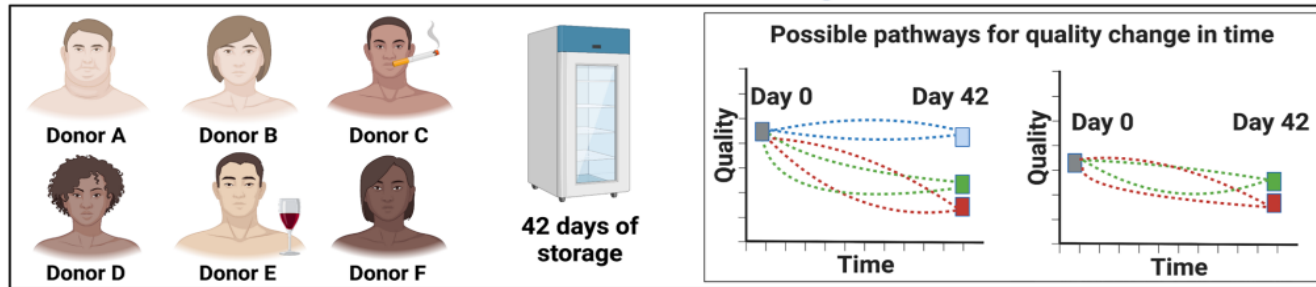 Donor A
Donor B
Donor C
Donor D
Donor E
Donor F
42 days of
storage
Possible pathways for quality change in time
Quality
Day 0
Day 42
Time
Quality
Day 0
Day 42
Time